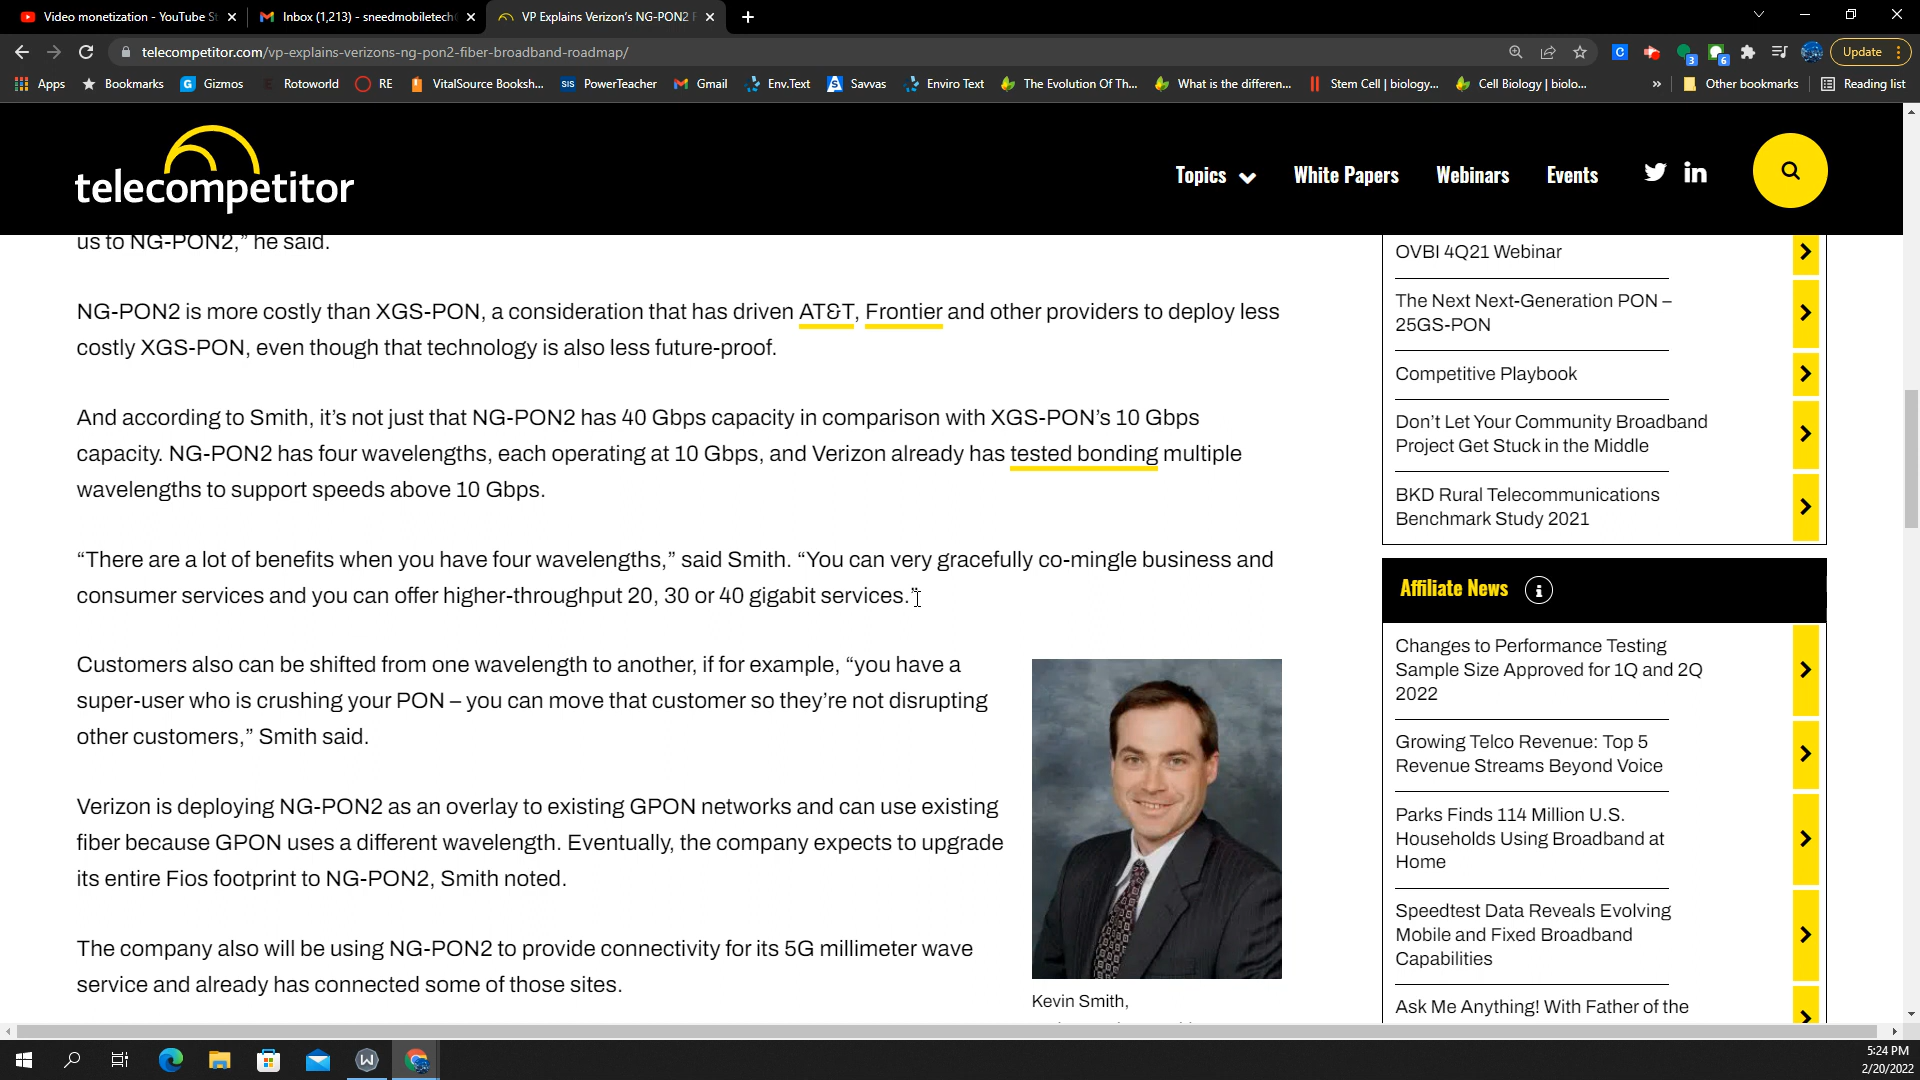 Video monetization - YouTube St
Inbox (1,213) - sneedmobiletech
VP Explains Verizon's NG-PON2 F
telecompetitor.com/vp-explains-verizons-ng-pon2-fiber-broadband-roadmap/
3
6
Update
Apps
Bookmarks
Gizmos
Rotoworld
RE
VitalSource Booksh...
SIS
PowerTeacher
Gmail
Env.Text
Savvas
Enviro Text
The Evolution Of Th...
What is the differen...
Stem Cell | biology...
Cell Biology | biolo...
»
Other bookmarks
Reading list
telecompetitor
Topics
White Papers
Webinars
Events
us to NG-PON2,” he said.
NG-PON2 is more costly than XGS-PON, a consideration that has driven AT&T, Frontier and other providers to deploy less
costly XGS-PON, even though that technology is also less future-proof.
And according to Smith, it’s not just that NG-PON2 has 40 Gbps capacity in comparison with XGS-PON’s 10 Gbps
capacity. NG-PON2 has four wavelengths, each operating at 10 Gbps, and Verizon already has tested bonding multiple
wavelengths to support speeds above 10 Gbps.
“There are a lot of benefits when you have four wavelengths,” said Smith. “You can very gracefully co-mingle business and
consumer services and you can offer higher-throughput 20, 30 or 40 gigabit services.”
Customers also can be shifted from one wavelength to another, if for example, “you have a
super-user who is crushing your PON – you can move that customer so they’re not disrupting
other customers,” Smith said.
Verizon is deploying NG-PON2 as an overlay to existing GPON networks and can use existing
fiber because GPON uses a different wavelength. Eventually, the company expects to upgrade
its entire Fios footprint to NG-PON2, Smith noted.
The company also will be using NG-PON2 to provide connectivity for its 5G millimeter wave
service and already has connected some of those sites.
Kevin Smith,
OVBI 4Q21 Webinar
The Next Next-Generation PON –
25GS-PON
Competitive Playbook
Don’t Let Your Community Broadband
Project Get Stuck in the Middle
BKD Rural Telecommunications
Benchmark Study 2021
Affiliate News
Changes to Performance Testing
Sample Size Approved for 1Q and 2Q
2022
Growing Telco Revenue: Top 5
Revenue Streams Beyond Voice
Parks Finds 114 Million U.S.
Households Using Broadband at
Home
Speedtest Data Reveals Evolving
Mobile and Fixed Broadband
Capabilities
Ask Me Anything! With Father of the
5:24 PM
2/20/2022